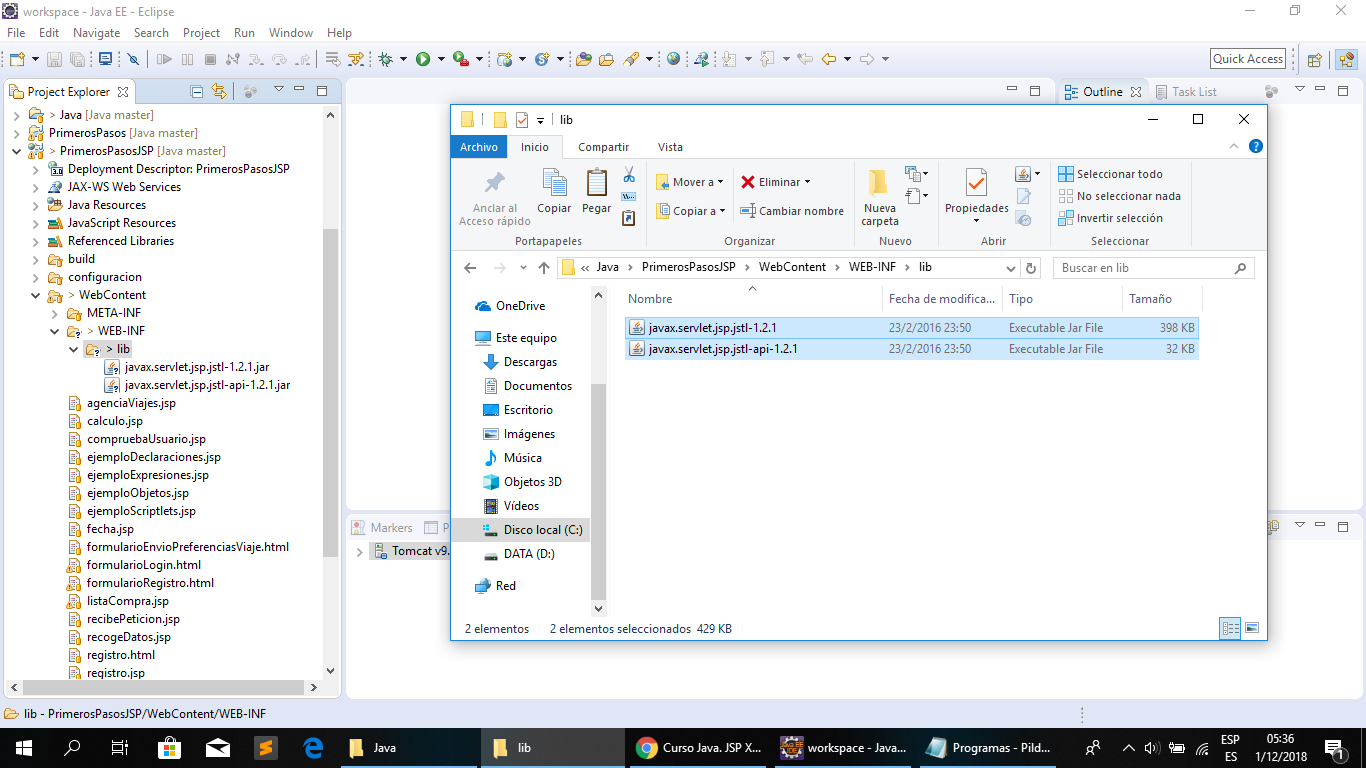 workspace - Java EE - Eclipse
File Edit Navigate Search Project Run Window Help
Quick Access
Project Explorer
> Java [Java master]
PrimerosPasos [Java master]
> PrimerosPasosJSP [Java master]
Deployment Descriptor: PrimerosPasosJSP
JAX-WS Web Services
Java Resources
JavaScript Resources
Referenced Libraries
build
configuracion
> WebContent
META-INF
> WEB-INF
> lib
javax.servlet.jsp.jstl-1.2.1.jar
javax.servlet.jsp.jstl-api-1.2.1.jar
agenciaViajes.jsp
calculo.jsp
compruebaUsuario.jsp
ejemploDeclaraciones.jsp
ejemploExpresiones.jsp
ejemploObjetos.jsp
ejemploScriptlets.jsp
fecha.jsp
formularioEnvioPreferenciasViaje.html
formularioLogin.html
formularioRegistro.html
listaCompra.jsp
recibePeticion.jsp
recogeDatos.jsp
registro.html
registro.jsp
Outline Task List
Markers P
Tomcat v9.
lib
Archivo Inicio Compartir Vista
Anclar al Acceso rápido
Copiar
Pegar
Portapapeles
Mover a
Copiar a
Eliminar
Cambiar nombre
Organizar
Nueva carpeta
Nuevo
Propiedades
Abrir
Seleccionar todo
No seleccionar nada
Invertir selección
Seleccionar
« Java > PrimerosPasosJSP > WebContent > WEB-INF > lib
Buscar en lib
OneDrive
Este equipo
Descargas
Documentos
Escritorio
Imágenes
Música
Objetos 3D
Vídeos
Disco local (C:)
DATA (D:)
Red
Nombre Fecha de modifica... Tipo Tamaño
javax.servlet.jsp.jstl-1.2.1 23/2/2016 23:50 Executable Jar File 398 KB
javax.servlet.jsp.jstl-api-1.2.1 23/2/2016 23:50 Executable Jar File 32 KB
2 elementos 2 elementos seleccionados 429 KB
lib - PrimerosPasosJSP/WebContent/WEB-INF
Java
lib
Curso Java. JSP X...
workspace - Java...
Programas - Pild...
ESP
ES
05:36
1/12/2018
1